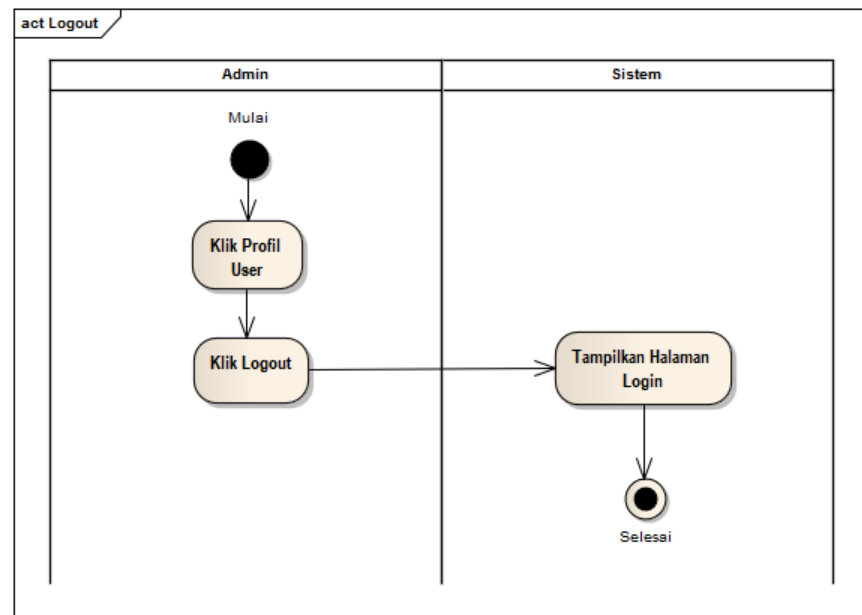 act Logout
Admin
Sistem
Mulai
Klik Profil
User
Klik Logout
Tampilkan Halaman
Login
Selesai